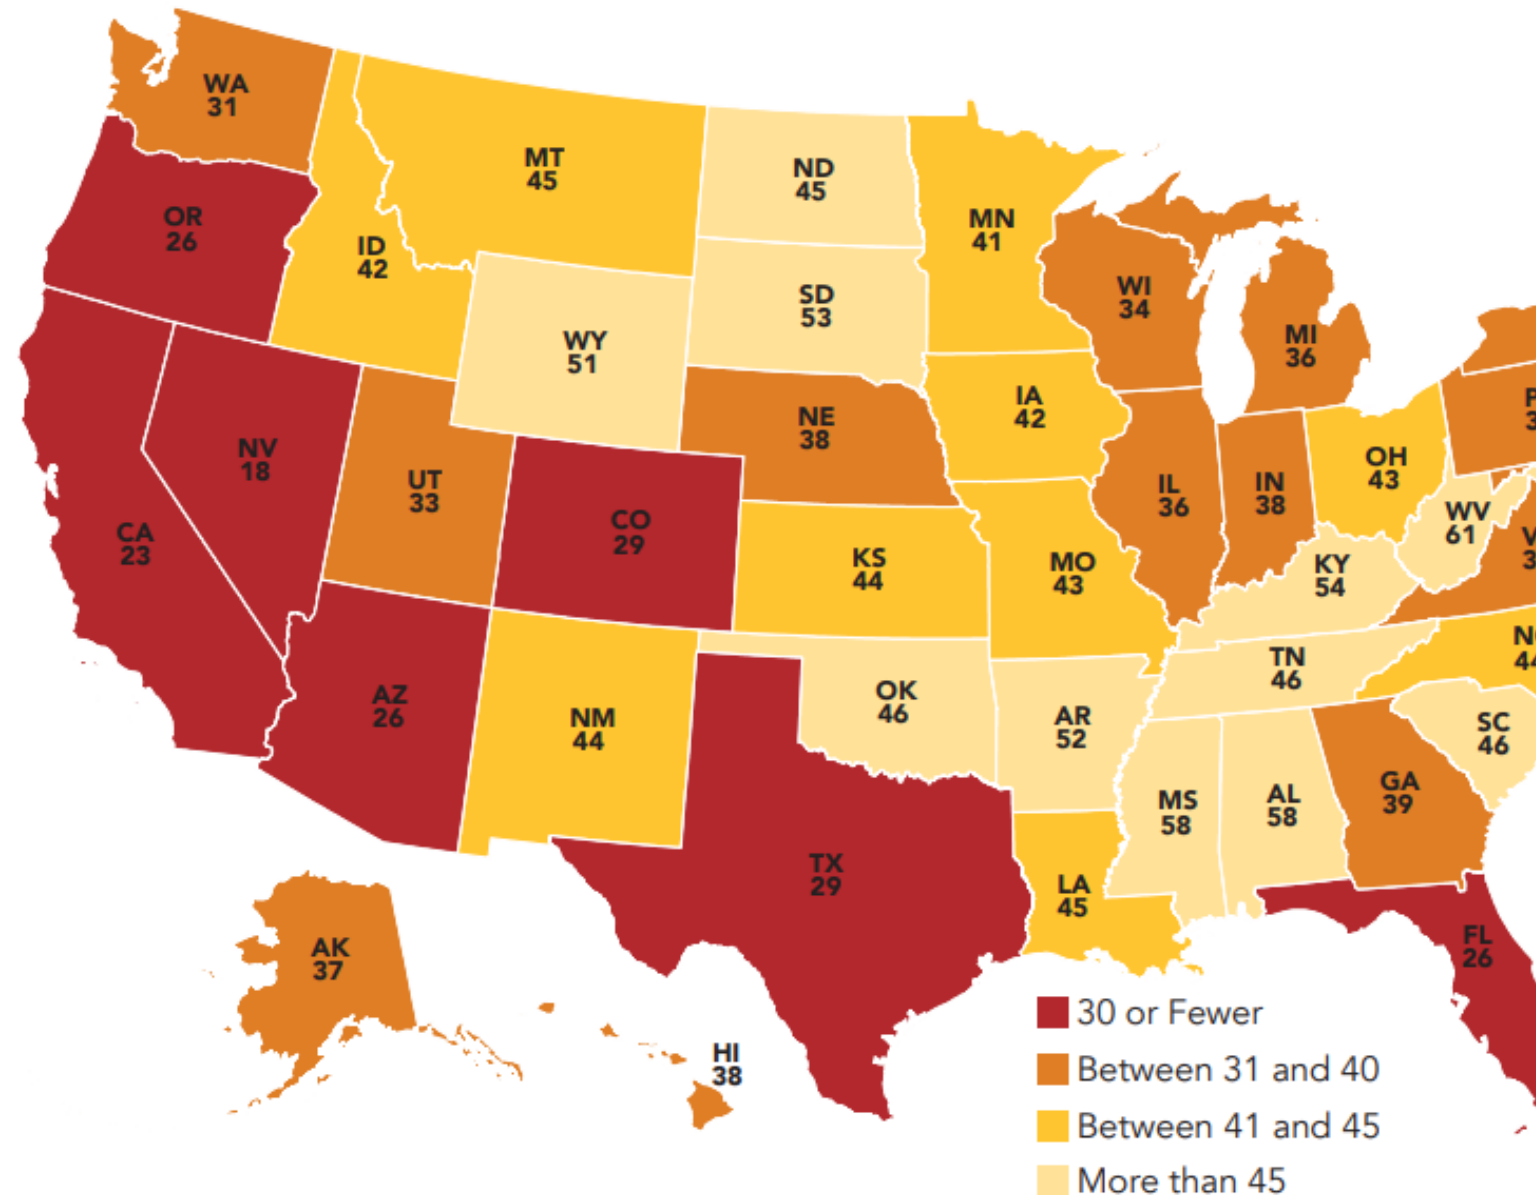 WA
31
MT
45
ND
45
OR
26
MN
41
ID
42
SD
53
WI
34
WY
51
MI
36
NE
38
IA
42
NV
18
UT
33
OH
43
IL
36
IN
38
CO
29
WV
61
CA
23
KS
44
MO
43
KY
54
TN
46
44
AZ
26
NM
44
OK
46
AR
52
SC
46
MS
58
AL
58
GA
39
TX
29
LA
45
AK
37
FL
26
HI
38
30 or Fewer
Between 31 and 40
Between 41 and 45
More than 45